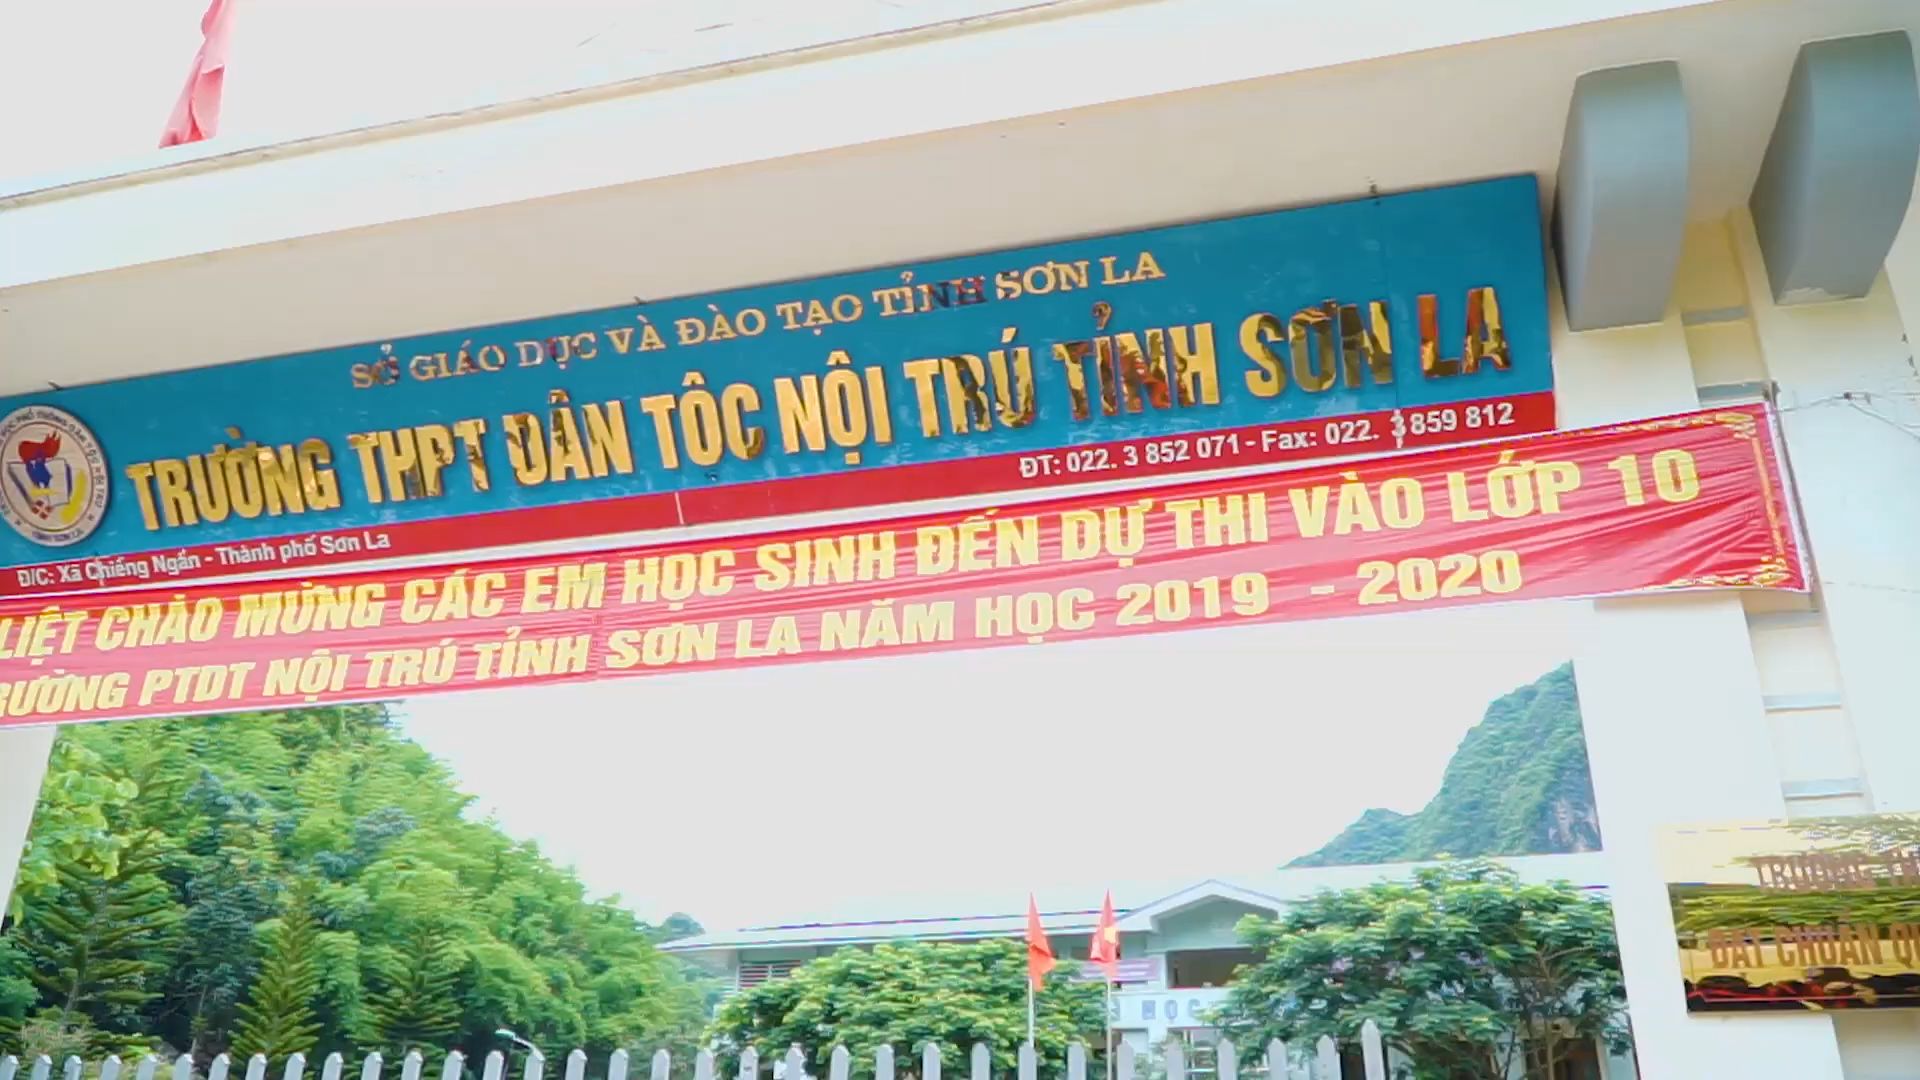 SỞ GIÁO DỤC VÀ ĐÀO TẠO TỈNH SƠN LA
TRƯỜNG THPT DÂN TỘC NỘI TRÚ TỈNH SƠN LA
ĐT: 022. 3 852 071 - Fax: 022. 3 859 812
Đ/C: Xã Chiềng Ngần - Thành phố Sơn La
LIỆT CHÀO MỪNG CÁC EM HỌC SINH ĐẾN DỰ THI VÀO LỚP 10
RƯỜNG PTDT NỘI TRÚ TỈNH SƠN LA NĂM HỌC 2019 - 2020
TRƯỜNG
ĐẠT CHUẨN